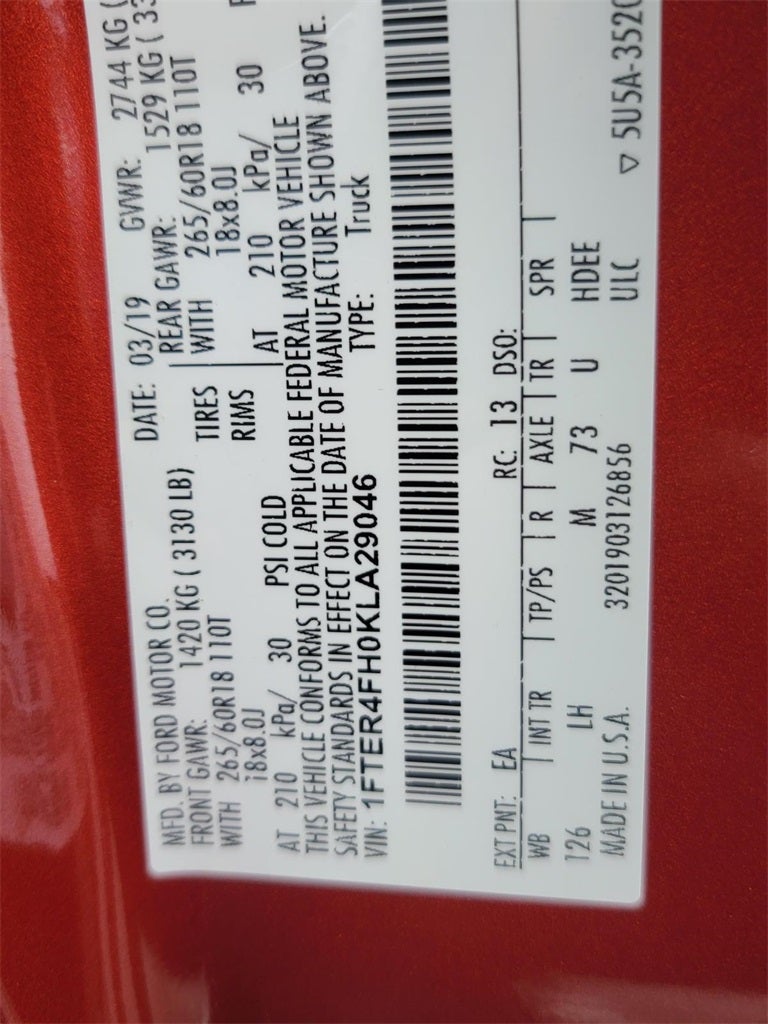 MFD. BY FORD MOTOR CO. DATE: 03/19 GVWR: 2744 KG (
FRONT GAWR: 1420 KG ( 3130 LB) REAR GAWR: 1529 KG ( 33
WITH 265/60R18 110T TIRES WITH 265/60R18 110T
18x8.0J RIMS 18x8.0J
AT 210 kPa/ 30 PSI COLD AT 210 kPa/ 30
THIS VEHICLE CONFORMS TO ALL APPLICABLE FEDERAL MOTOR VEHICLE
SAFETY STANDARDS IN EFFECT ON THE DATE OF MANUFACTURE SHOWN ABOVE.
VIN: 1FTER4FH0KLA29046 TYPE: Truck
EXT PNT: EA RC: 13 DSO:
WB INT TR TP/PS R AXLE TR SPR
126 LH M 73 U HDEE
MADE IN U.S.A. 3201903126856 ULC
▽ 5U5A-3520